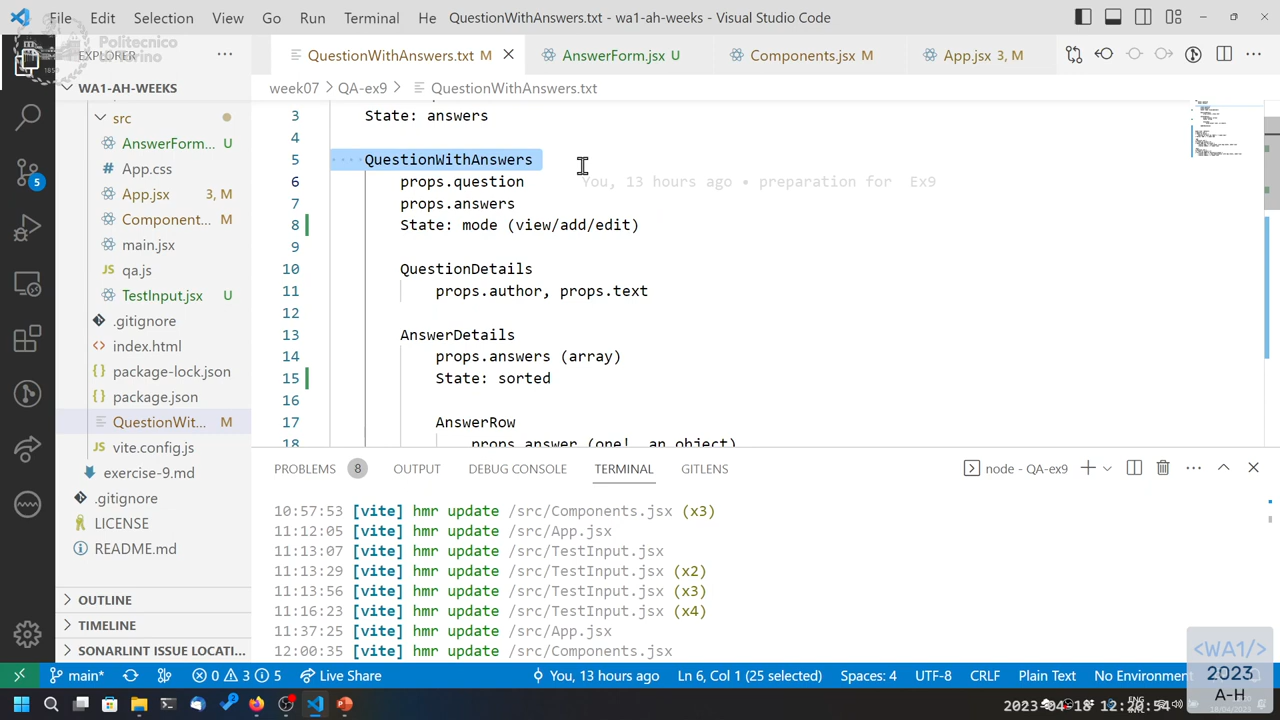 File Edit Selection View Go Run Terminal He QuestionWithAnswers.txt - wa1-ah-weeks - Visual Studio Code
Politecnico
EXPLORER
QuestionWithAnswers.txt M
AnswerForm.jsx U
Components.jsx M
App.jsx 3, M
WA1-AH-WEEKS
week07 > QA-ex9 > QuestionWithAnswers.txt
src
AnswerForm... U
App.css
App.jsx 3, M
Component... M
main.jsx
qa.js
TestInput.jsx U
.gitignore
index.html
package-lock.json
package.json
QuestionWit... M
vite.config.js
exercise-9.md
.gitignore
LICENSE
README.md
OUTLINE
TIMELINE
SONARLINT ISSUE LOCATI...
5
3 State: answers
4
5 ····QuestionWithAnswers
6 props.question You, 13 hours ago • preparation for Ex9
7 props.answers
8 State: mode (view/add/edit)
9
10 QuestionDetails
11 props.author, props.text
12
13 AnswerDetails
14 props.answers (array)
15 State: sorted
16
17 AnswerRow
18 props.answer (one!, an object)
PROBLEMS 8 OUTPUT DEBUG CONSOLE TERMINAL GITLENS
node - QA-ex9
10:57:53 [vite] hmr update /src/Components.jsx (x3)
11:12:05 [vite] hmr update /src/App.jsx
11:13:07 [vite] hmr update /src/TestInput.jsx
11:13:29 [vite] hmr update /src/TestInput.jsx (x2)
11:13:56 [vite] hmr update /src/TestInput.jsx (x3)
11:16:23 [vite] hmr update /src/TestInput.jsx (x4)
11:37:25 [vite] hmr update /src/App.jsx
12:00:35 [vite] hmr update /src/Components.jsx
<WA1/>
2023
A-H
main* 0 3 5 Live Share You, 13 hours ago Ln 6, Col 1 (25 selected) Spaces: 4 UTF-8 CRLF Plain Text No Environment
ENG
2023-04-18 12:20:54